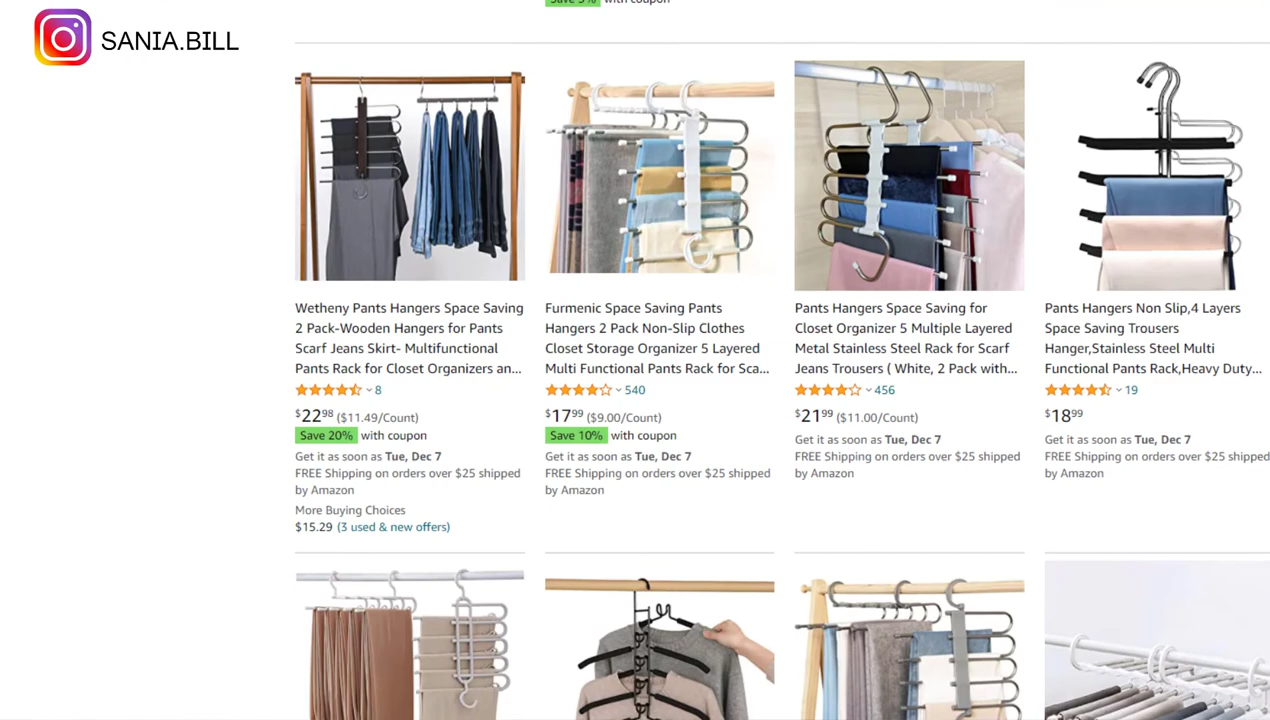 SANIA.BILL
with coupon
Wetheny Pants Hangers Space Saving
2 Pack-Wooden Hangers for Pants
Scarf Jeans Skirt- Multifunctional
Pants Rack for Closet Organizers an...
8
$2298 ($11.49/Count)
Save 20% with coupon
Get it as soon as Tue, Dec 7
FREE Shipping on orders over $25 shipped
by Amazon
More Buying Choices
$15.29 (3 used & new offers)
Furmenic Space Saving Pants
Hangers 2 Pack Non-Slip Clothes
Closet Storage Organizer 5 Layered
Multi Functional Pants Rack for Sca...
540
$1799 ($9.00/Count)
Save 10% with coupon
Get it as soon as Tue, Dec 7
FREE Shipping on orders over $25 shipped
by Amazon
Pants Hangers Space Saving for
Closet Organizer 5 Multiple Layered
Metal Stainless Steel Rack for Scarf
Jeans Trousers ( White, 2 Pack with...
456
$2199 ($11.00/Count)
Get it as soon as Tue, Dec 7
FREE Shipping on orders over $25 shipped
by Amazon
Pants Hangers Non Slip,4 Layers
Space Saving Trousers
Hanger,Stainless Steel Multi
Functional Pants Rack,Heavy Duty...
19
$1899
Get it as soon as Tue, Dec 7
FREE Shipping on orders over $25 shipped
by Amazon